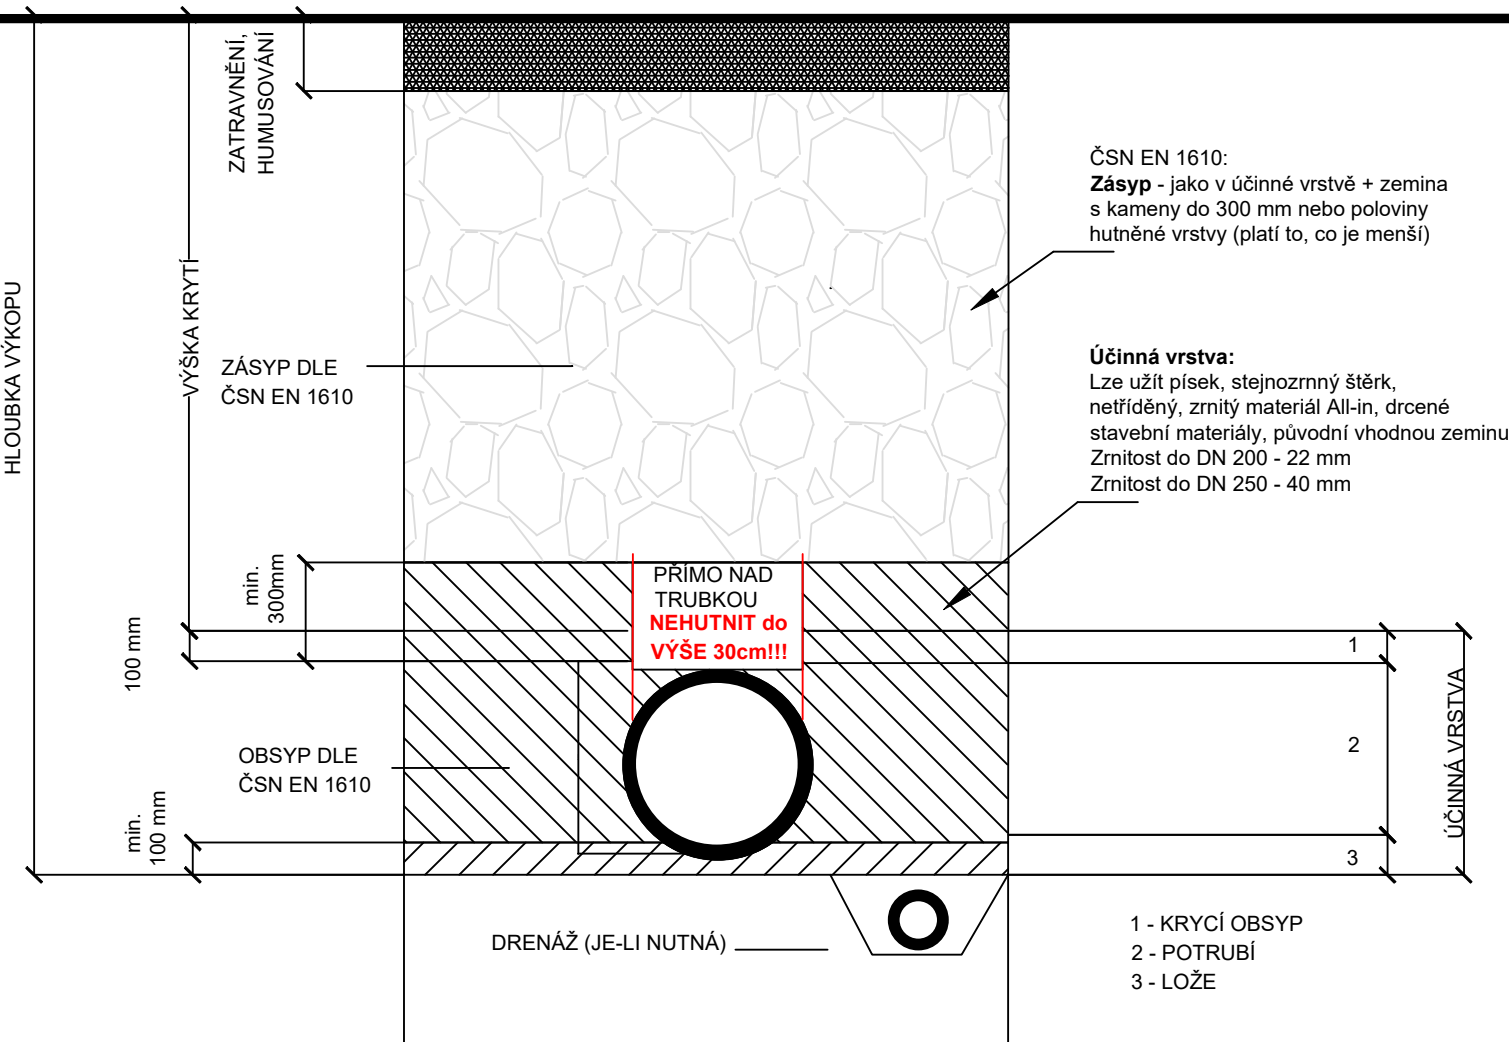 ZATRAVNĚNÍ,
HUMUSOVÁNÍ
HLOUBKA VÝKOPU
VÝŠKA KRYTÍ
ČSN EN 1610:
Zásyp - jako v účinné vrstvě + zemina
s kameny do 300 mm nebo poloviny
hutněné vrstvy (platí to, co je menší)
ZÁSYP DLE
ČSN EN 1610
Účinná vrstva:
Lze užít písek, stejnozrnný štěrk,
netříděný, zrnitý materiál All-in, drcené
stavební materiály, původní vhodnou zeminu
Zrnitost do DN 200 - 22 mm
Zrnitost do DN 250 - 40 mm
min.
300mm
100 mm
PŘÍMO NAD
TRUBKOU
NEHUTNIT do
VÝŠE 30cm!!!
1
2
3
ÚČINNÁ VRSTVA
OBSYP DLE
ČSN EN 1610
min.
100 mm
DRENÁŽ (JE-LI NUTNÁ)
1 - KRYCÍ OBSYP
2 - POTRUBÍ
3 - LOŽE